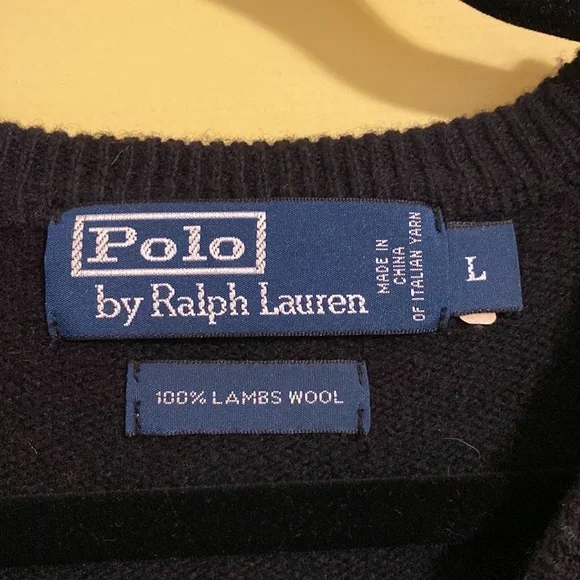 Polo
by Ralph Lauren
MADE IN
CHINA
OF ITALIAN YARN
L
100% LAMBS WOOL